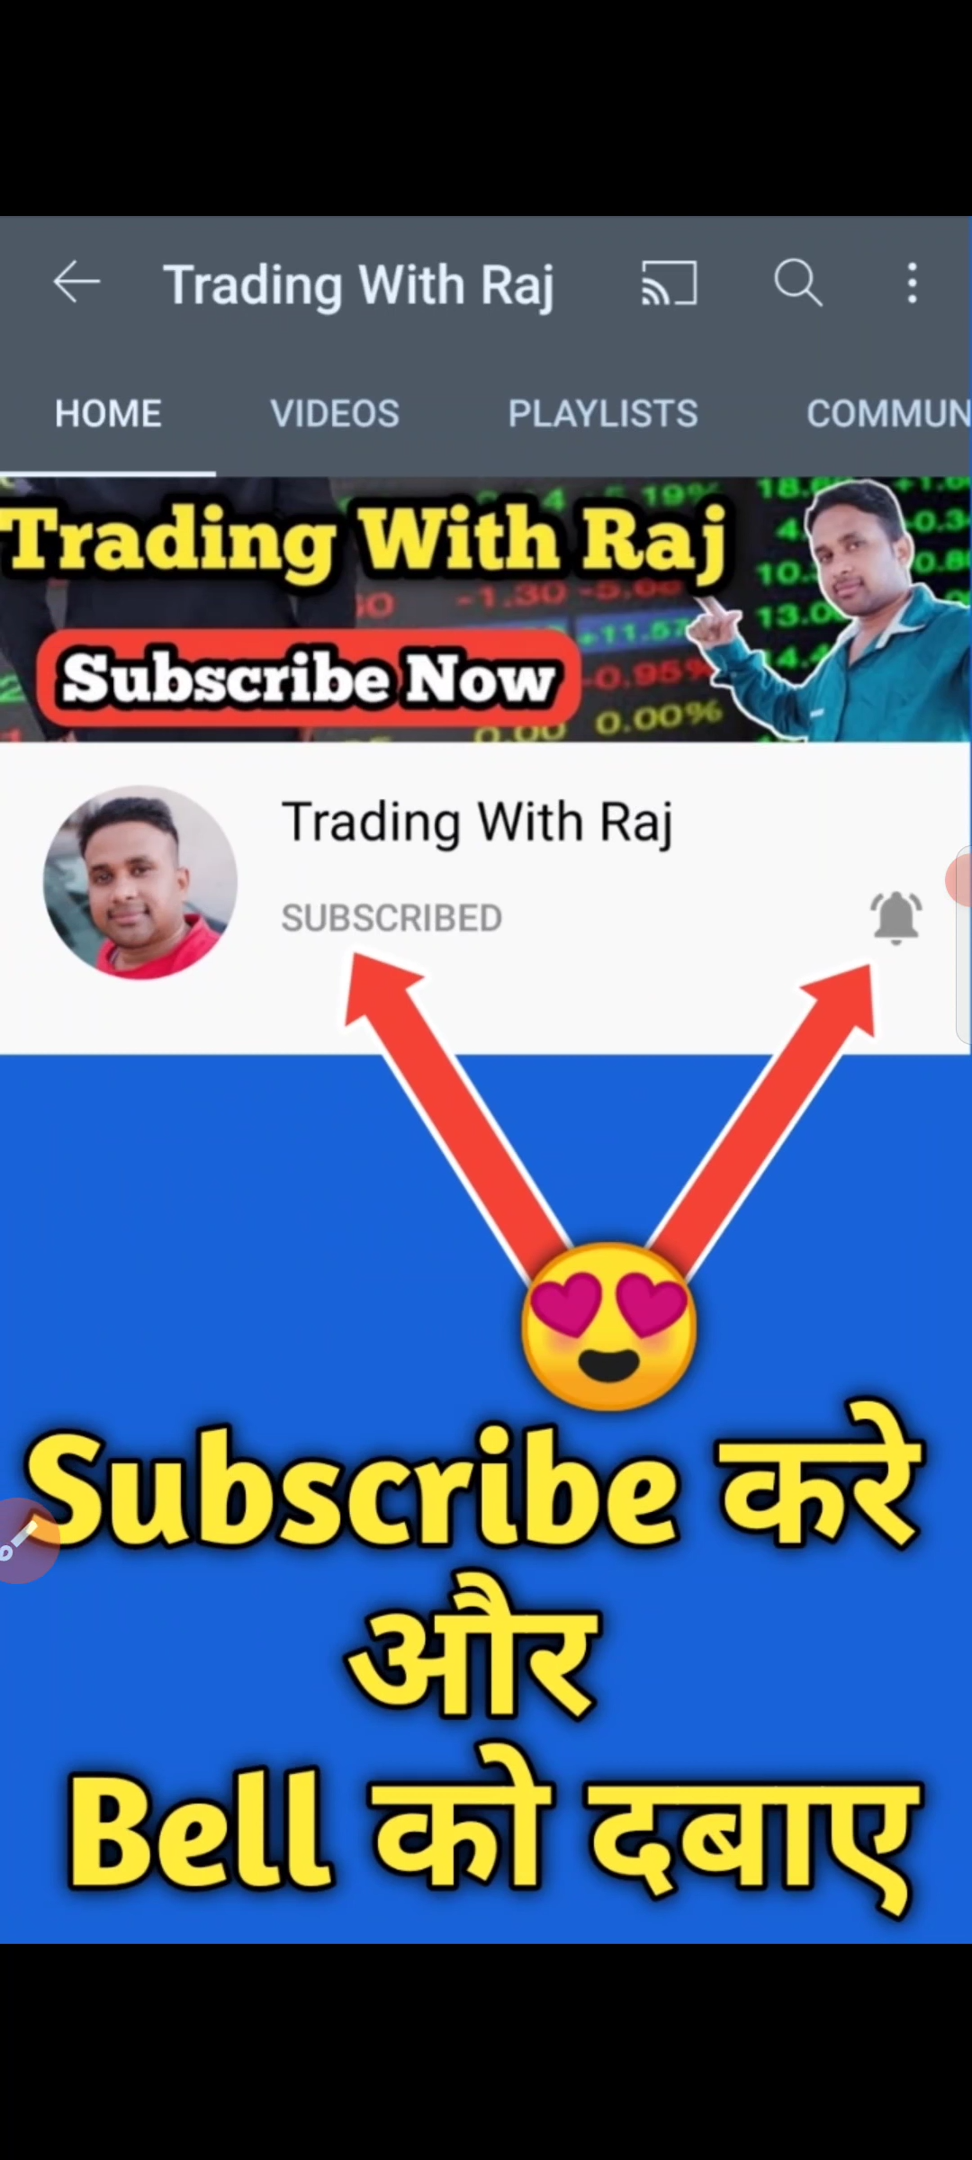 Trading With Raj
HOME VIDEOS PLAYLISTS COMMUN
Trading With Raj
Subscribe Now
Trading With Raj
SUBSCRIBED
Subscribe करे
और
Bell को दबाए